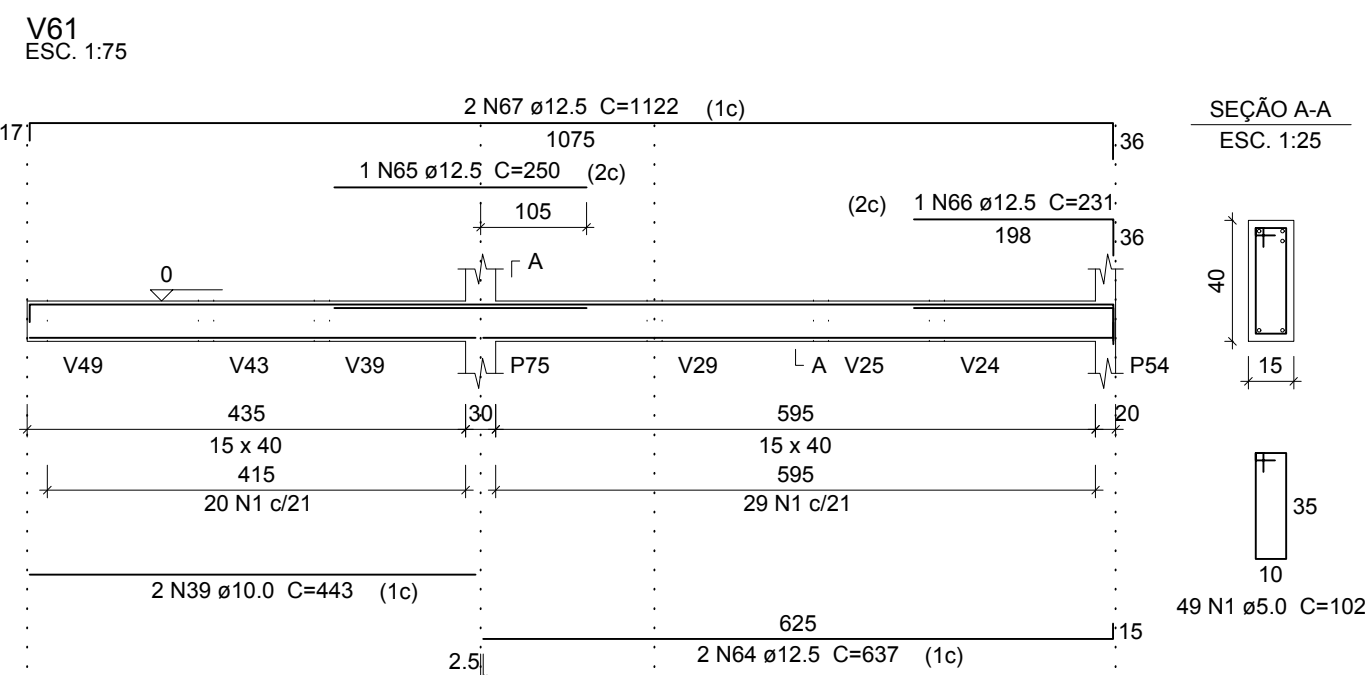 V61
ESC. 1:75
2 N67 ø12.5 C=1122 (1c)
17
1075
36
SEÇÃO A-A
ESC. 1:25
1 N65 ø12.5 C=250 (2c)
105
(2c) 1 N66 ø12.5 C=231
198
36
0
A
40
15
V49 V43 V39 P75 V29 A V25 V24 P54
435 30 595 20
15 x 40 15 x 40
415 595
20 N1 c/21 29 N1 c/21
35
10
49 N1 ø5.0 C=102
2 N39 ø10.0 C=443 (1c)
625
15
2.5
2 N64 ø12.5 C=637 (1c)